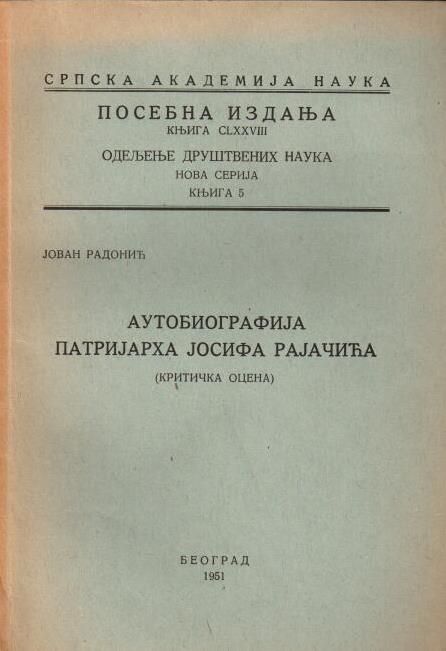 СРПСКА АКАДЕМИЈА НАУКА
ПОСЕБНА ИЗДАЊА
КЊИГА CLXXVIII
ОДЕЉЕЊЕ ДРУШТВЕНИХ НАУКА
НОВА СЕРИЈА
КЊИГА 5
ЈОВАН РАДОНИЋ
АУТОБИОГРАФИЈА
ПАТРИЈАРХА ЈОСИФА РАЈАЧИЋА
(КРИТИЧКА ОЦЕНА)
БЕОГРАД
1951